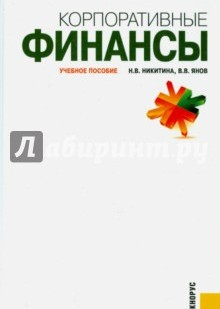 КОРПОРАТИВНЫЕ
ФИНАНСЫ
УЧЕБНОЕ ПОСОБИЕ
Н.В. НИКИТИНА, В.В. ЯНОВ
Лабиринт.ру
КНОРУС